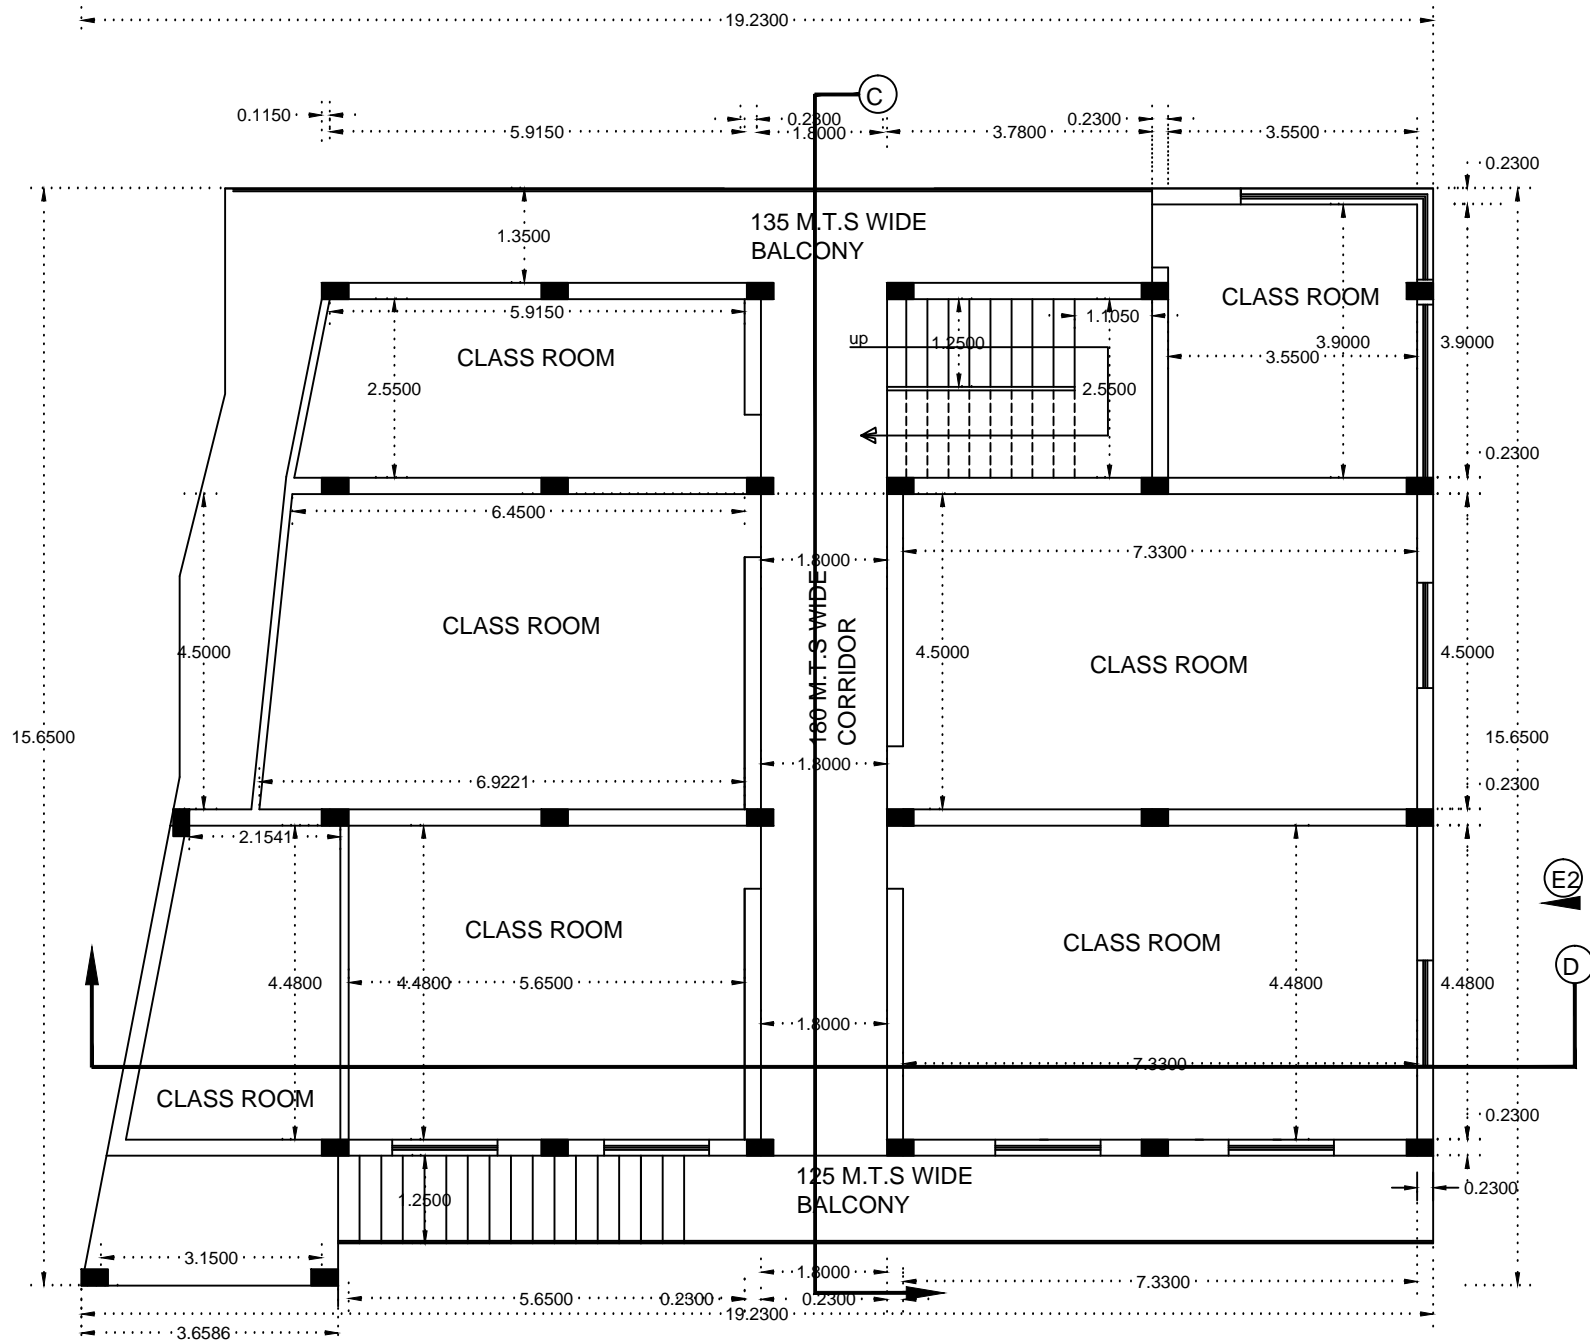 19.2300
C
0.1150
5.9150
0.2300
1.8000
3.7800
0.2300
3.5500
0.2300
135 M.T.S WIDE
BALCONY
1.3500
CLASS ROOM
5.9150
1.1050
up
1.2500
3.9000
3.9000
3.5500
CLASS ROOM
2.5500
2.5500
0.2300
6.4500
1.8000
7.3300
180 M.T.S WIDE
CORRIDOR
CLASS ROOM
4.5000
4.5000
4.5000
CLASS ROOM
15.6500
15.6500
1.8000
6.9221
0.2300
2.1541
E2
CLASS ROOM
CLASS ROOM
D
4.4800
4.4800
5.6500
4.4800
4.4800
1.8000
7.3300
CLASS ROOM
0.2300
125 M.T.S WIDE
BALCONY
1.2500
0.2300
3.1500
1.8000
7.3300
5.6500
0.2300
0.2300
19.2300
3.6586